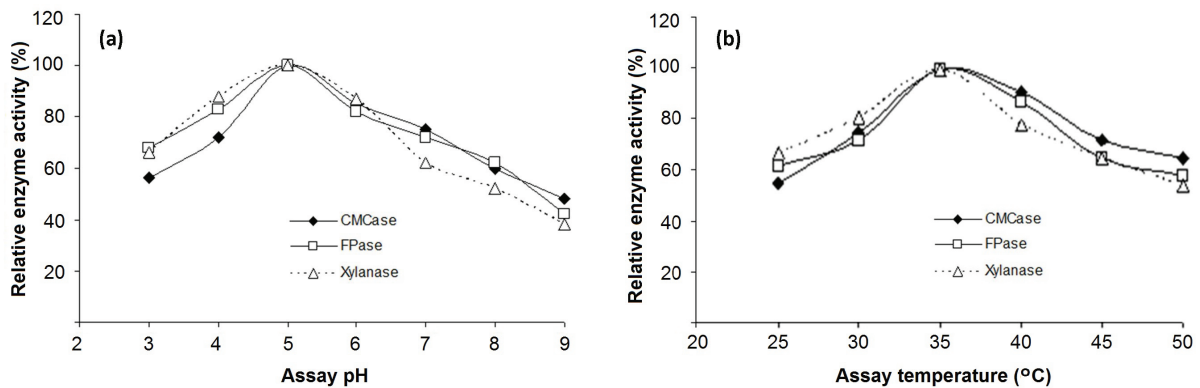 (a)
Relative enzyme activity (%)
120
100
80
60
40
20
2 3 4 5 6 7 8 9
Assay pH
CMCase
FPase
Xylanase
(b)
Relative enzyme activity (%)
120
100
80
60
40
20
20 25 30 35 40 45 50
Assay temperature (°C)
CMCase
FPase
Xylanase